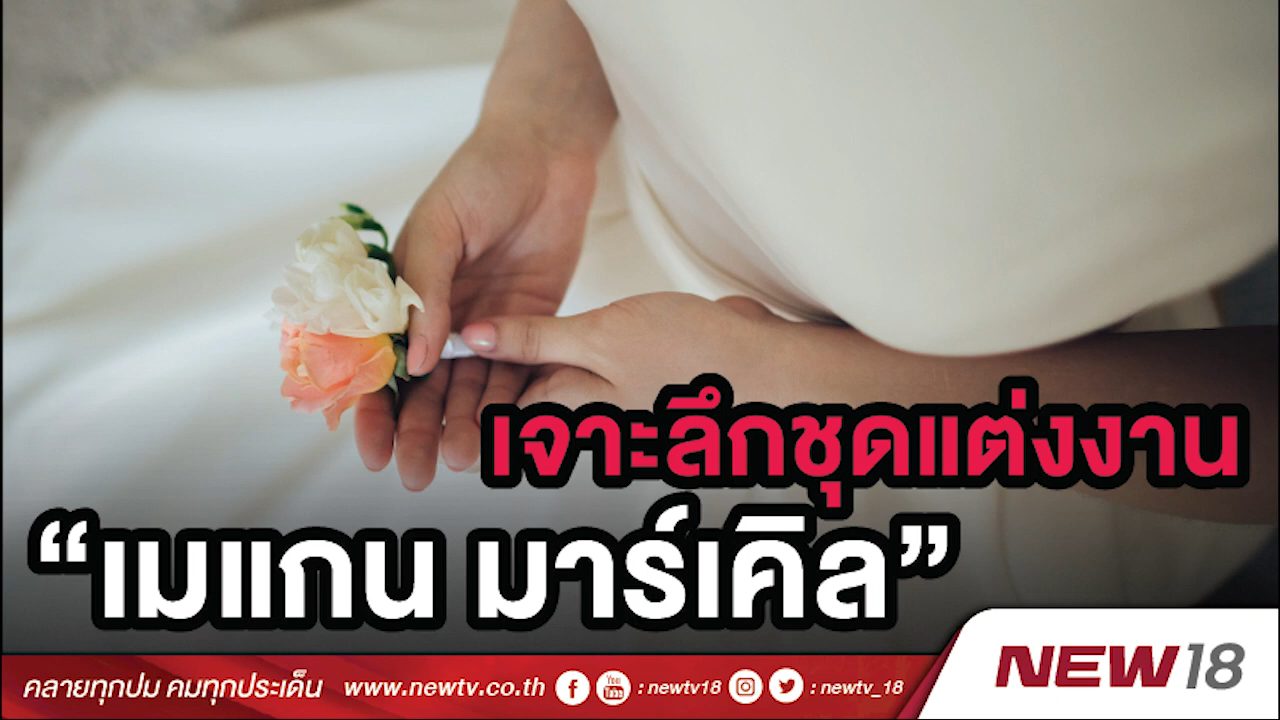 เจาะลึกชุดแต่งงาน
“เมแกน มาร์เคิล”
NEW18
คลายทุกปม คมทุกประเด็น www.newtv.co.th f You Tube : newtv18 : newtv_18